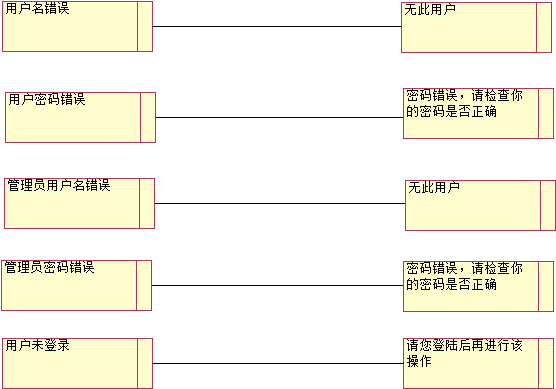 用户名错误
无此用户
用户密码错误
密码错误，请检查你
的密码是否正确
管理员用户名错误
无此用户
管理员密码错误
密码错误，请检查你
的密码是否正确
用户未登录
请您登陆后再进行该
操作